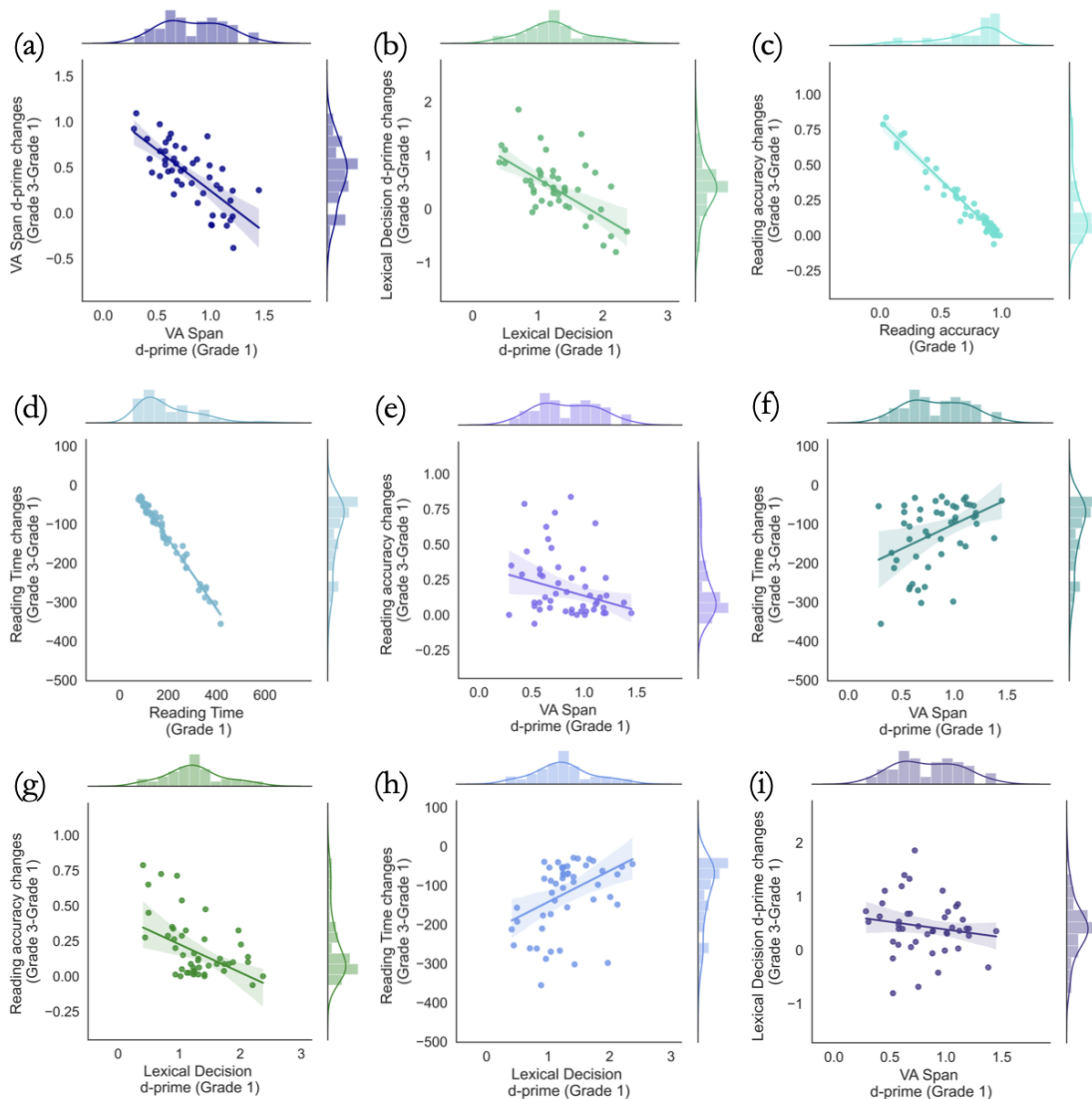 (a)
VA Span d-prime changes
(Grade 3-Grade 1)
1.5
1.0
0.5
0.0
−0.5
0.0 0.5 1.0 1.5
VA Span
d-prime (Grade 1)
(b)
Lexical Decision d-prime changes
(Grade 3-Grade 1)
2
1
0
−1
0 1 2 3
Lexical Decision
d-prime (Grade 1)
(c)
Reading accuracy changes
(Grade 3-Grade 1)
1.00
0.75
0.50
0.25
0.00
−0.25
0.0 0.5 1.0
Reading accuracy
(Grade 1)
(d)
Reading Time changes
(Grade 3-Grade 1)
100
0
−100
−200
−300
−400
−500
0 200 400 600
Reading Time
(Grade 1)
(e)
Reading accuracy changes
(Grade 3-Grade 1)
1.00
0.75
0.50
0.25
0.00
−0.25
0.0 0.5 1.0 1.5
VA Span
d-prime (Grade 1)
(f)
Reading Time changes
(Grade 3-Grade 1)
100
0
−100
−200
−300
−400
−500
0.0 0.5 1.0 1.5
VA Span
d-prime (Grade 1)
(g)
Reading accuracy changes
(Grade 3-Grade 1)
1.00
0.75
0.50
0.25
0.00
−0.25
0 1 2 3
Lexical Decision
d-prime (Grade 1)
(h)
Reading Time changes
(Grade 3-Grade 1)
100
0
−100
−200
−300
−400
−500
0 1 2 3
Lexical Decision
d-prime (Grade 1)
(i)
Lexical Decision d-prime changes
(Grade 3-Grade 1)
2
1
0
−1
0.0 0.5 1.0 1.5
VA Span
d-prime (Grade 1)